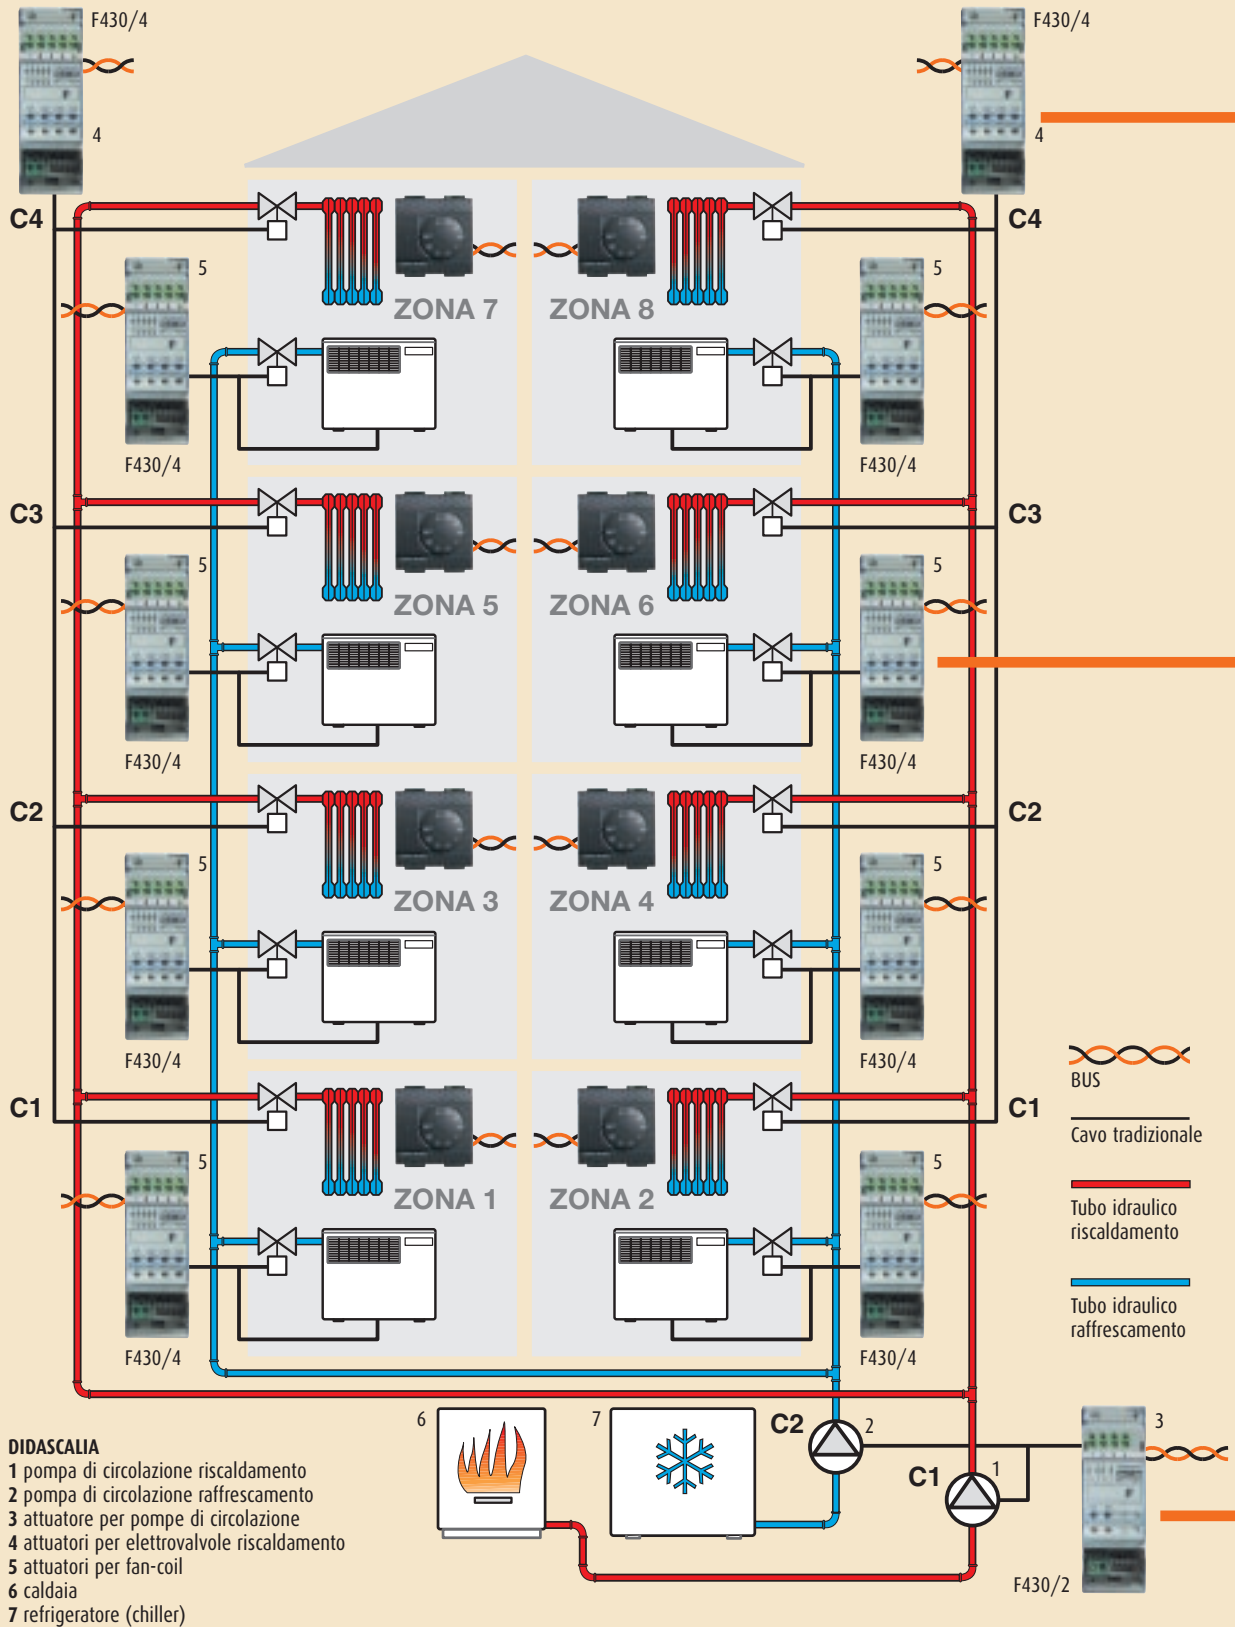 F430/4
F430/4
4
4
C4
C4
5
5
ZONA 7
ZONA 8
F430/4
F430/4
C3
C3
5
5
ZONA 5
ZONA 6
F430/4
F430/4
C2
C2
5
5
ZONA 3
ZONA 4
F430/4
F430/4
BUS
C1
C1
Cavo tradizionale
5
5
ZONA 1
ZONA 2
Tubo idraulico
riscaldamento
Tubo idraulico
raffrescamento
F430/4
F430/4
6
7
C2
2
3
C1
1
F430/2
DIDASCALIA
1 pompa di circolazione riscaldamento
2 pompa di circolazione raffrescamento
3 attuatore per pompe di circolazione
4 attuatori per elettrovalvole riscaldamento
5 attuatori per fan-coil
6 caldaia
7 refrigeratore (chiller)